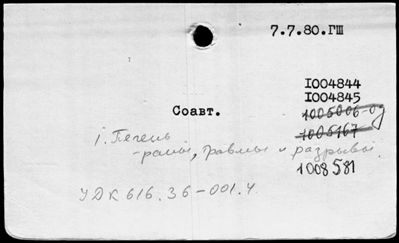 7.7.80.ГШ
I004844
I004845
Соавт.
1005006-07
1005167
1. Печень
-раны, травмы и разрывы.
1008581
УДК 616.36-001.4